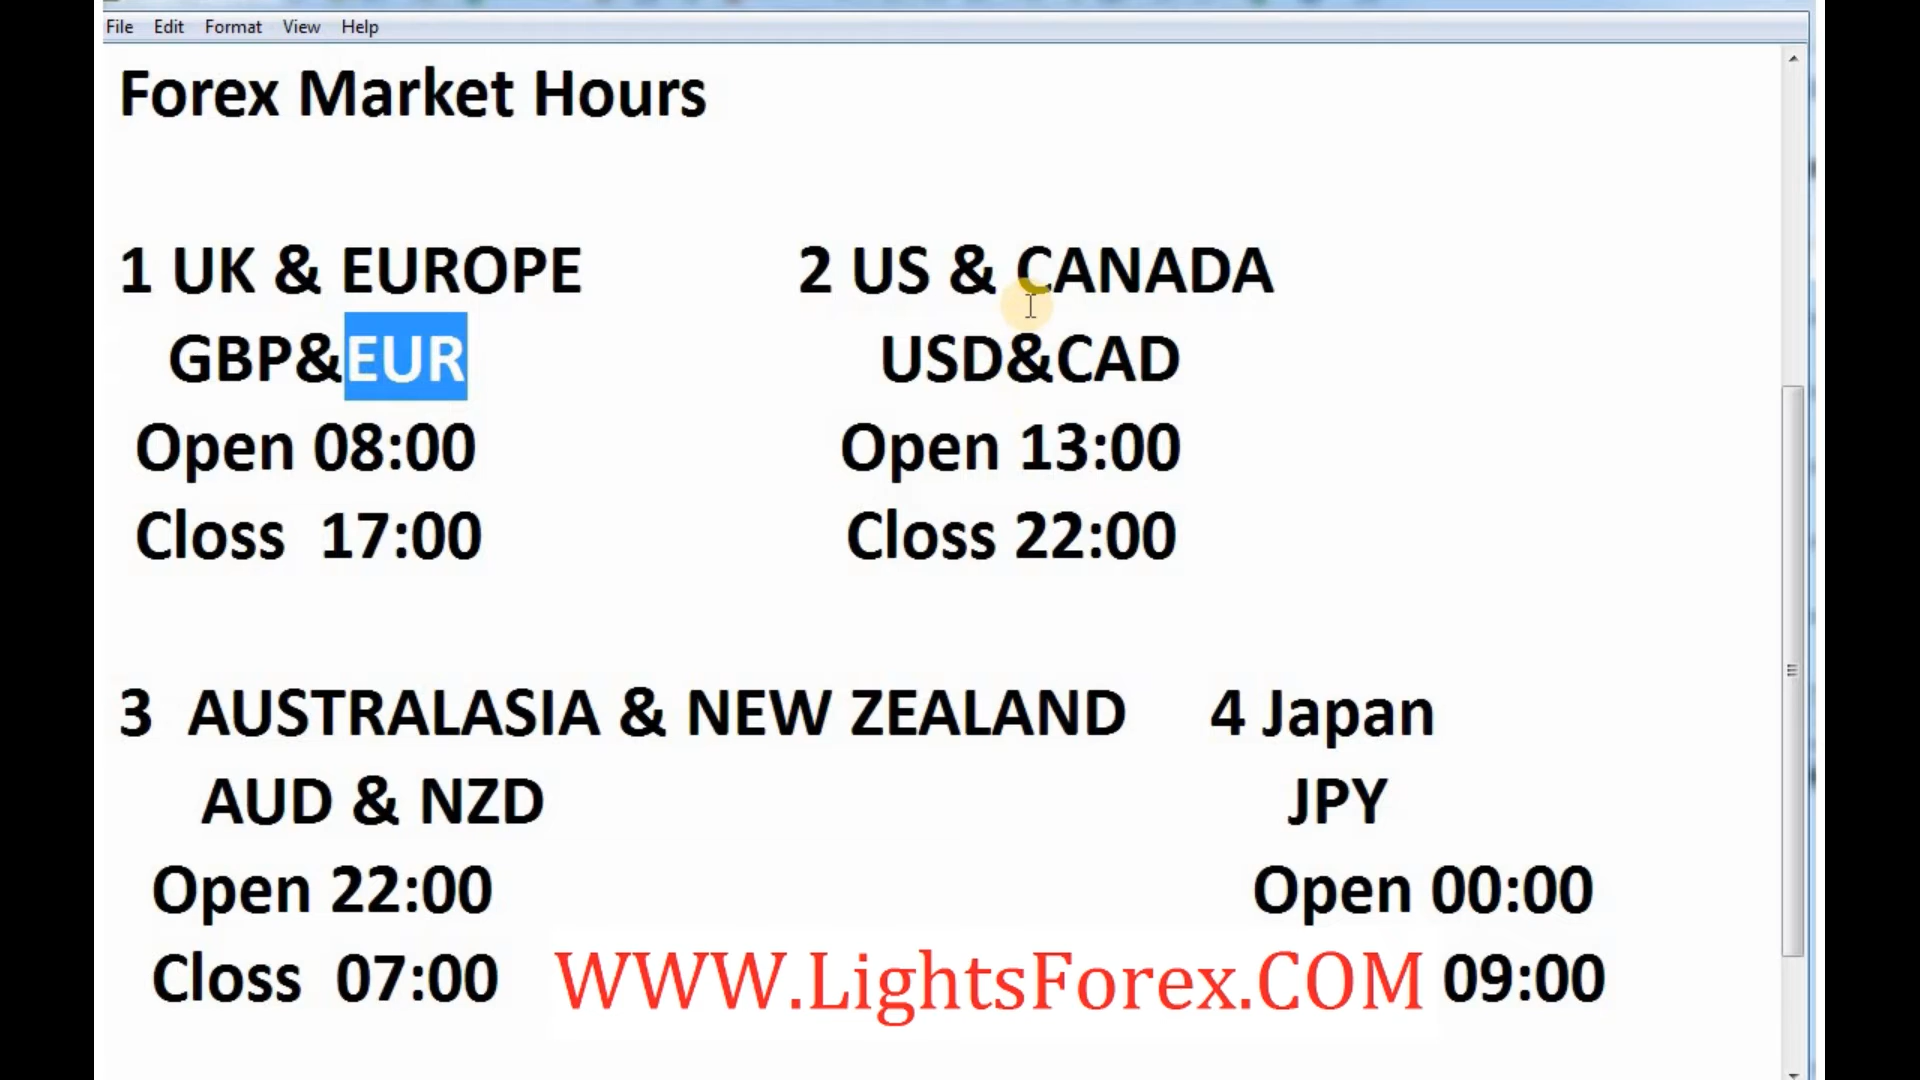 File Edit Format View Help
Forex Market Hours
1 UK & EUROPE 2 US & CANADA
GBP&EUR USD&CAD
Open 08:00 Open 13:00
Closs 17:00 Closs 22:00
3 AUSTRALASIA & NEW ZEALAND 4 Japan
AUD & NZD JPY
Open 22:00 Open 00:00
Closs 07:00 WWW.LightsForex.COM 09:00